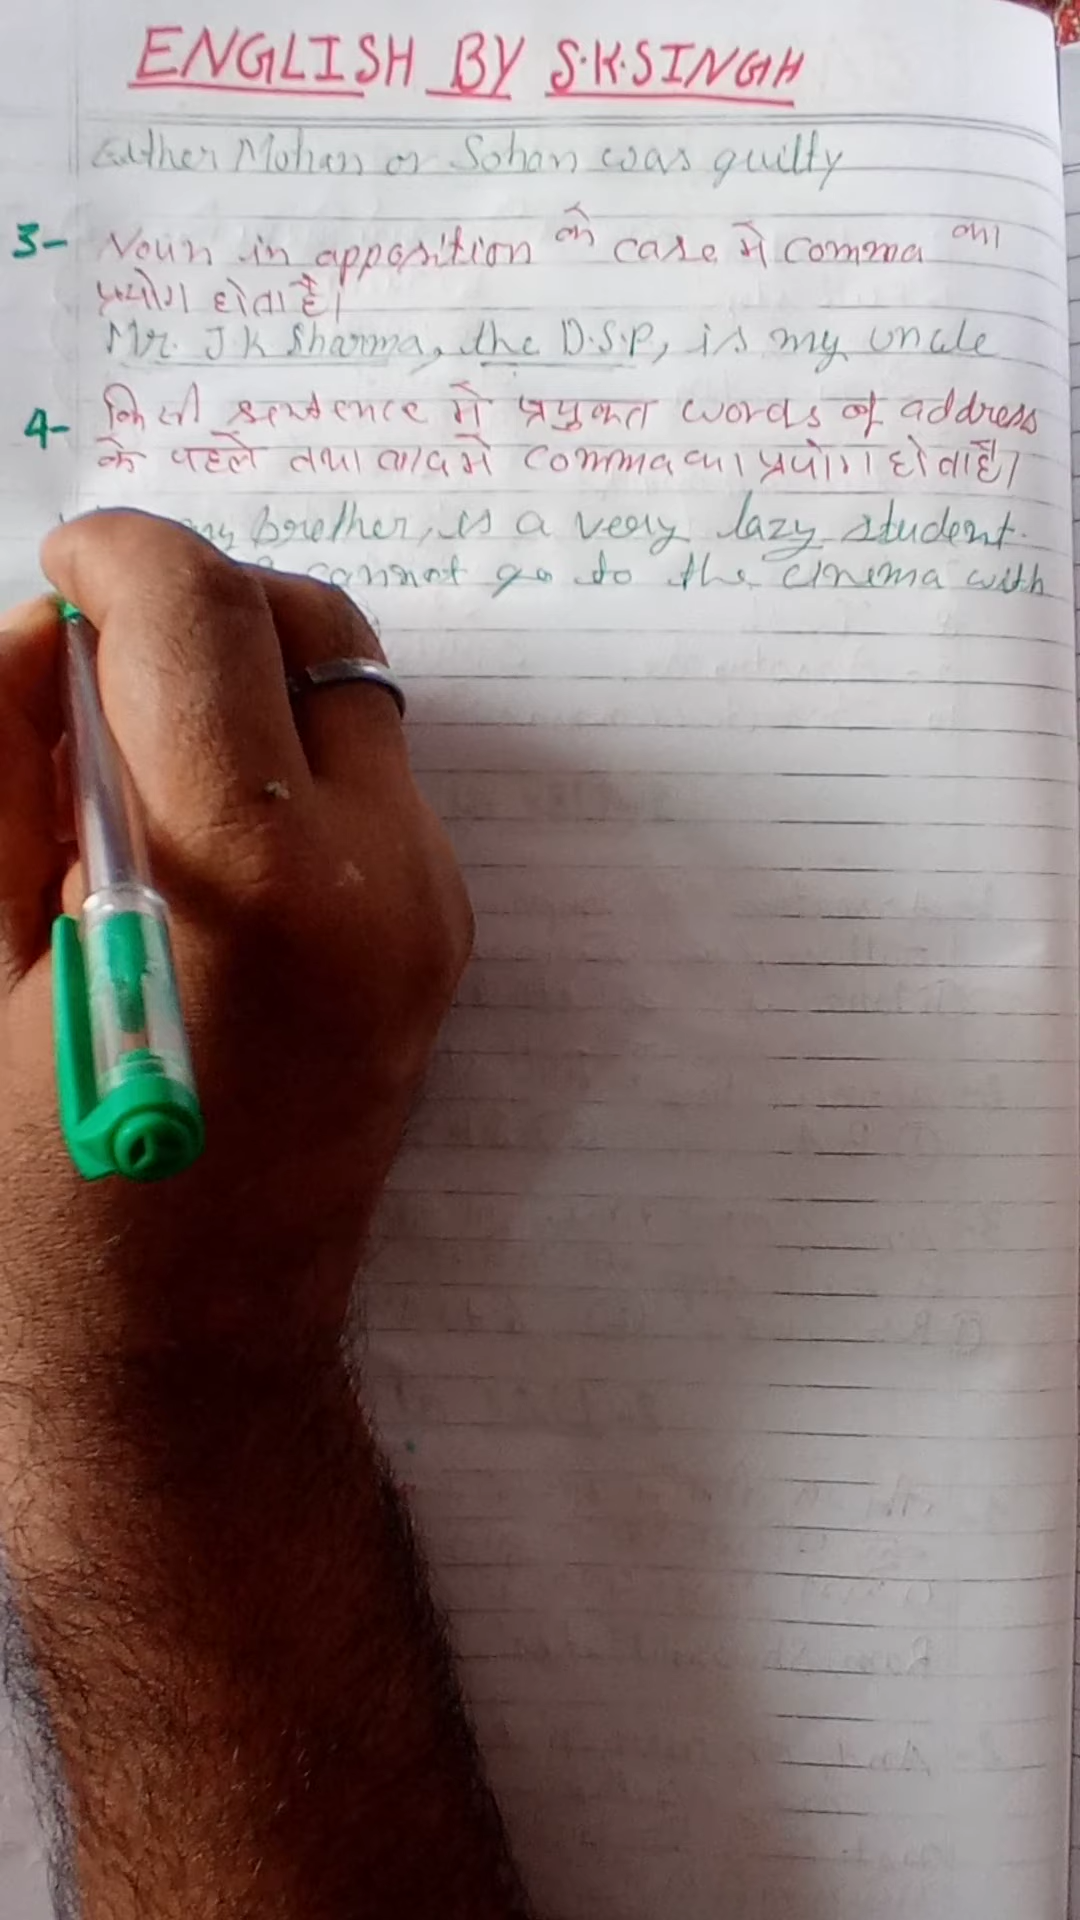 ENGLISH BY S.K.SINGH
Either Mohan or Sohan was guilty
3- Noun in apposition के case में comma का
प्रयोग होता है।
Mr. J.K Sharma, the D.S.P, is my uncle
4- किसी sentence में प्रयुक्त words of address
के पहले तथा बाद में comma का प्रयोग होता है।
my brother, is a very lazy student.
cannot go to the cinema with